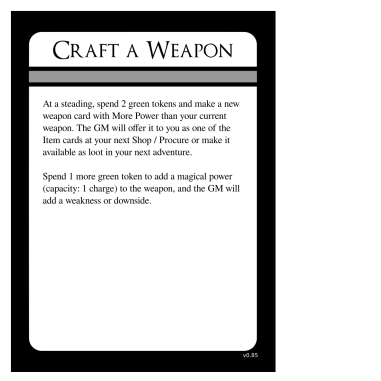 Craft a Weapon
At a steading, spend 2 green tokens and make a new
weapon card with More Power than your current
weapon. The GM will offer it to you as one of the
Item cards at your next Shop / Procure or make it
available as loot in your next adventure.
Spend 1 more green token to add a magical power
(capacity: 1 charge) to the weapon, and the GM will
add a weakness or downside.
v0.85